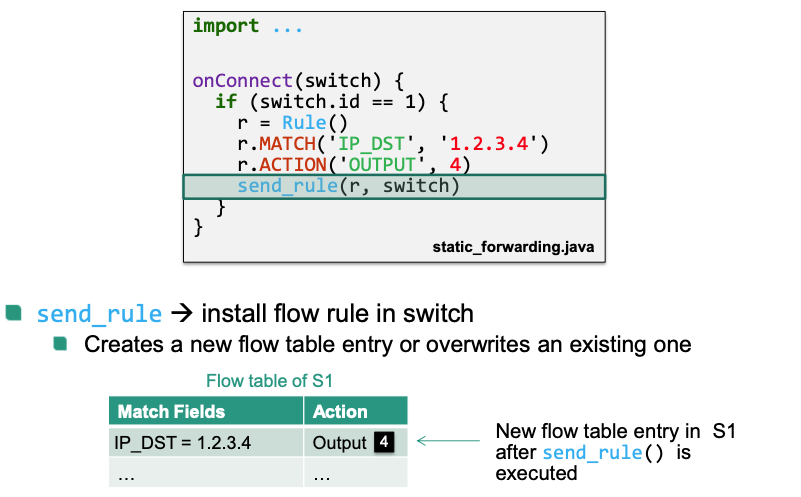 import ...
onConnect(switch) {
if (switch.id == 1) {
r = Rule()
r.MATCH('IP_DST', '1.2.3.4')
r.ACTION('OUTPUT', 4)
send_rule(r, switch)
}
}
static_forwarding.java
send_rule → install flow rule in switch
Creates a new flow table entry or overwrites an existing one
Flow table of S1
Match Fields Action
IP_DST = 1.2.3.4 Output 4
... ...
New flow table entry in S1
after send_rule() is
executed